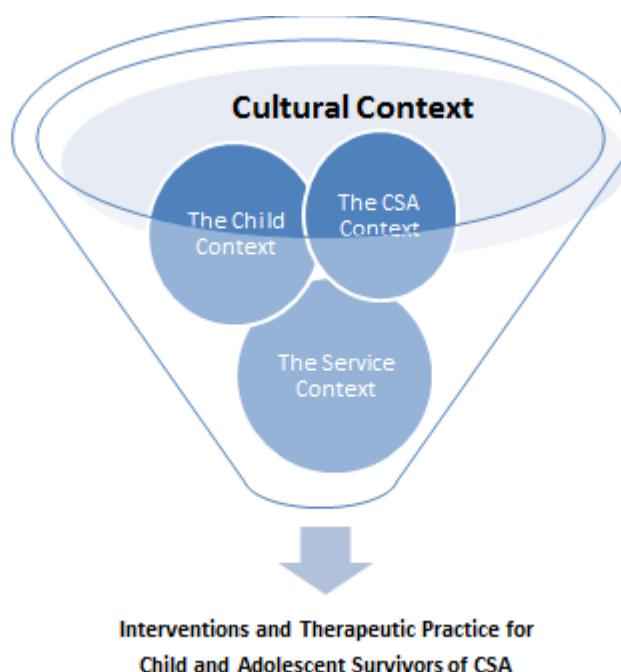 Cultural Context
The Child
Context
The CSA
Context
The Service
Context
Interventions and Therapeutic Practice for
Child and Adolescent Survivors of CSA